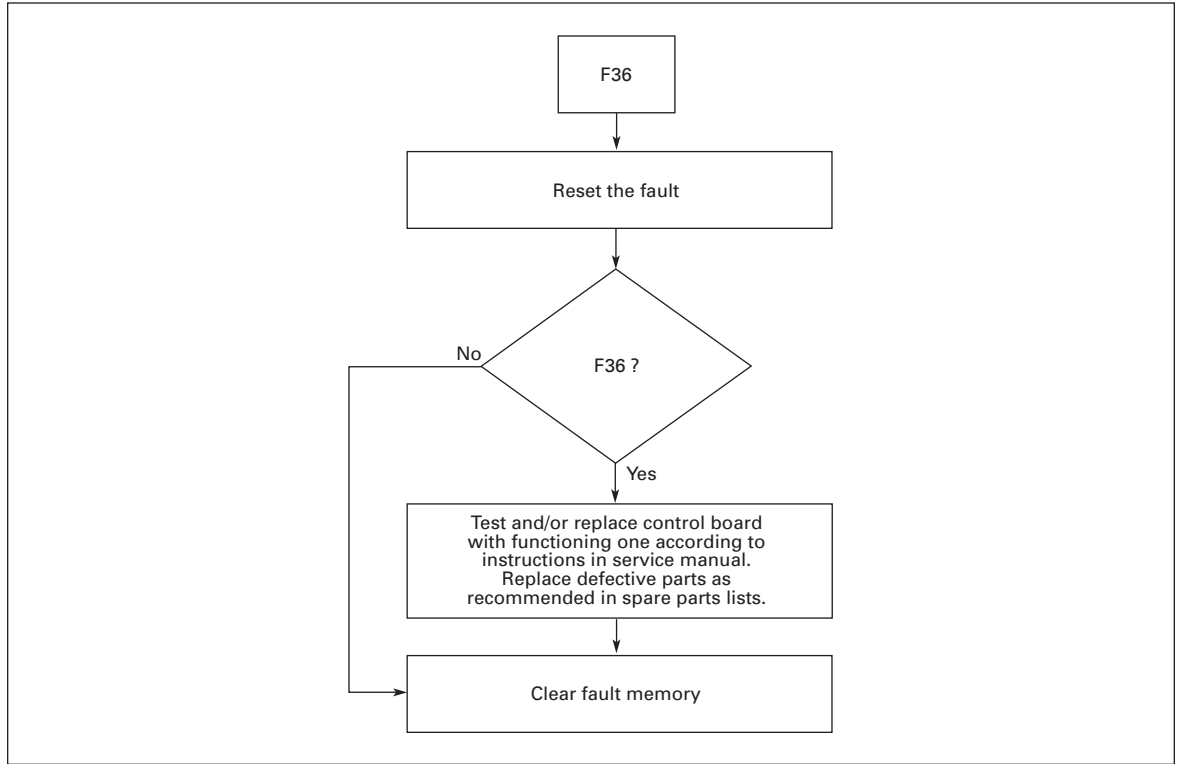 F36
Reset the fault
No
F36 ?
Yes
Test and/or replace control board
with functioning one according to
instructions in service manual.
Replace defective parts as
recommended in spare parts lists.
Clear fault memory